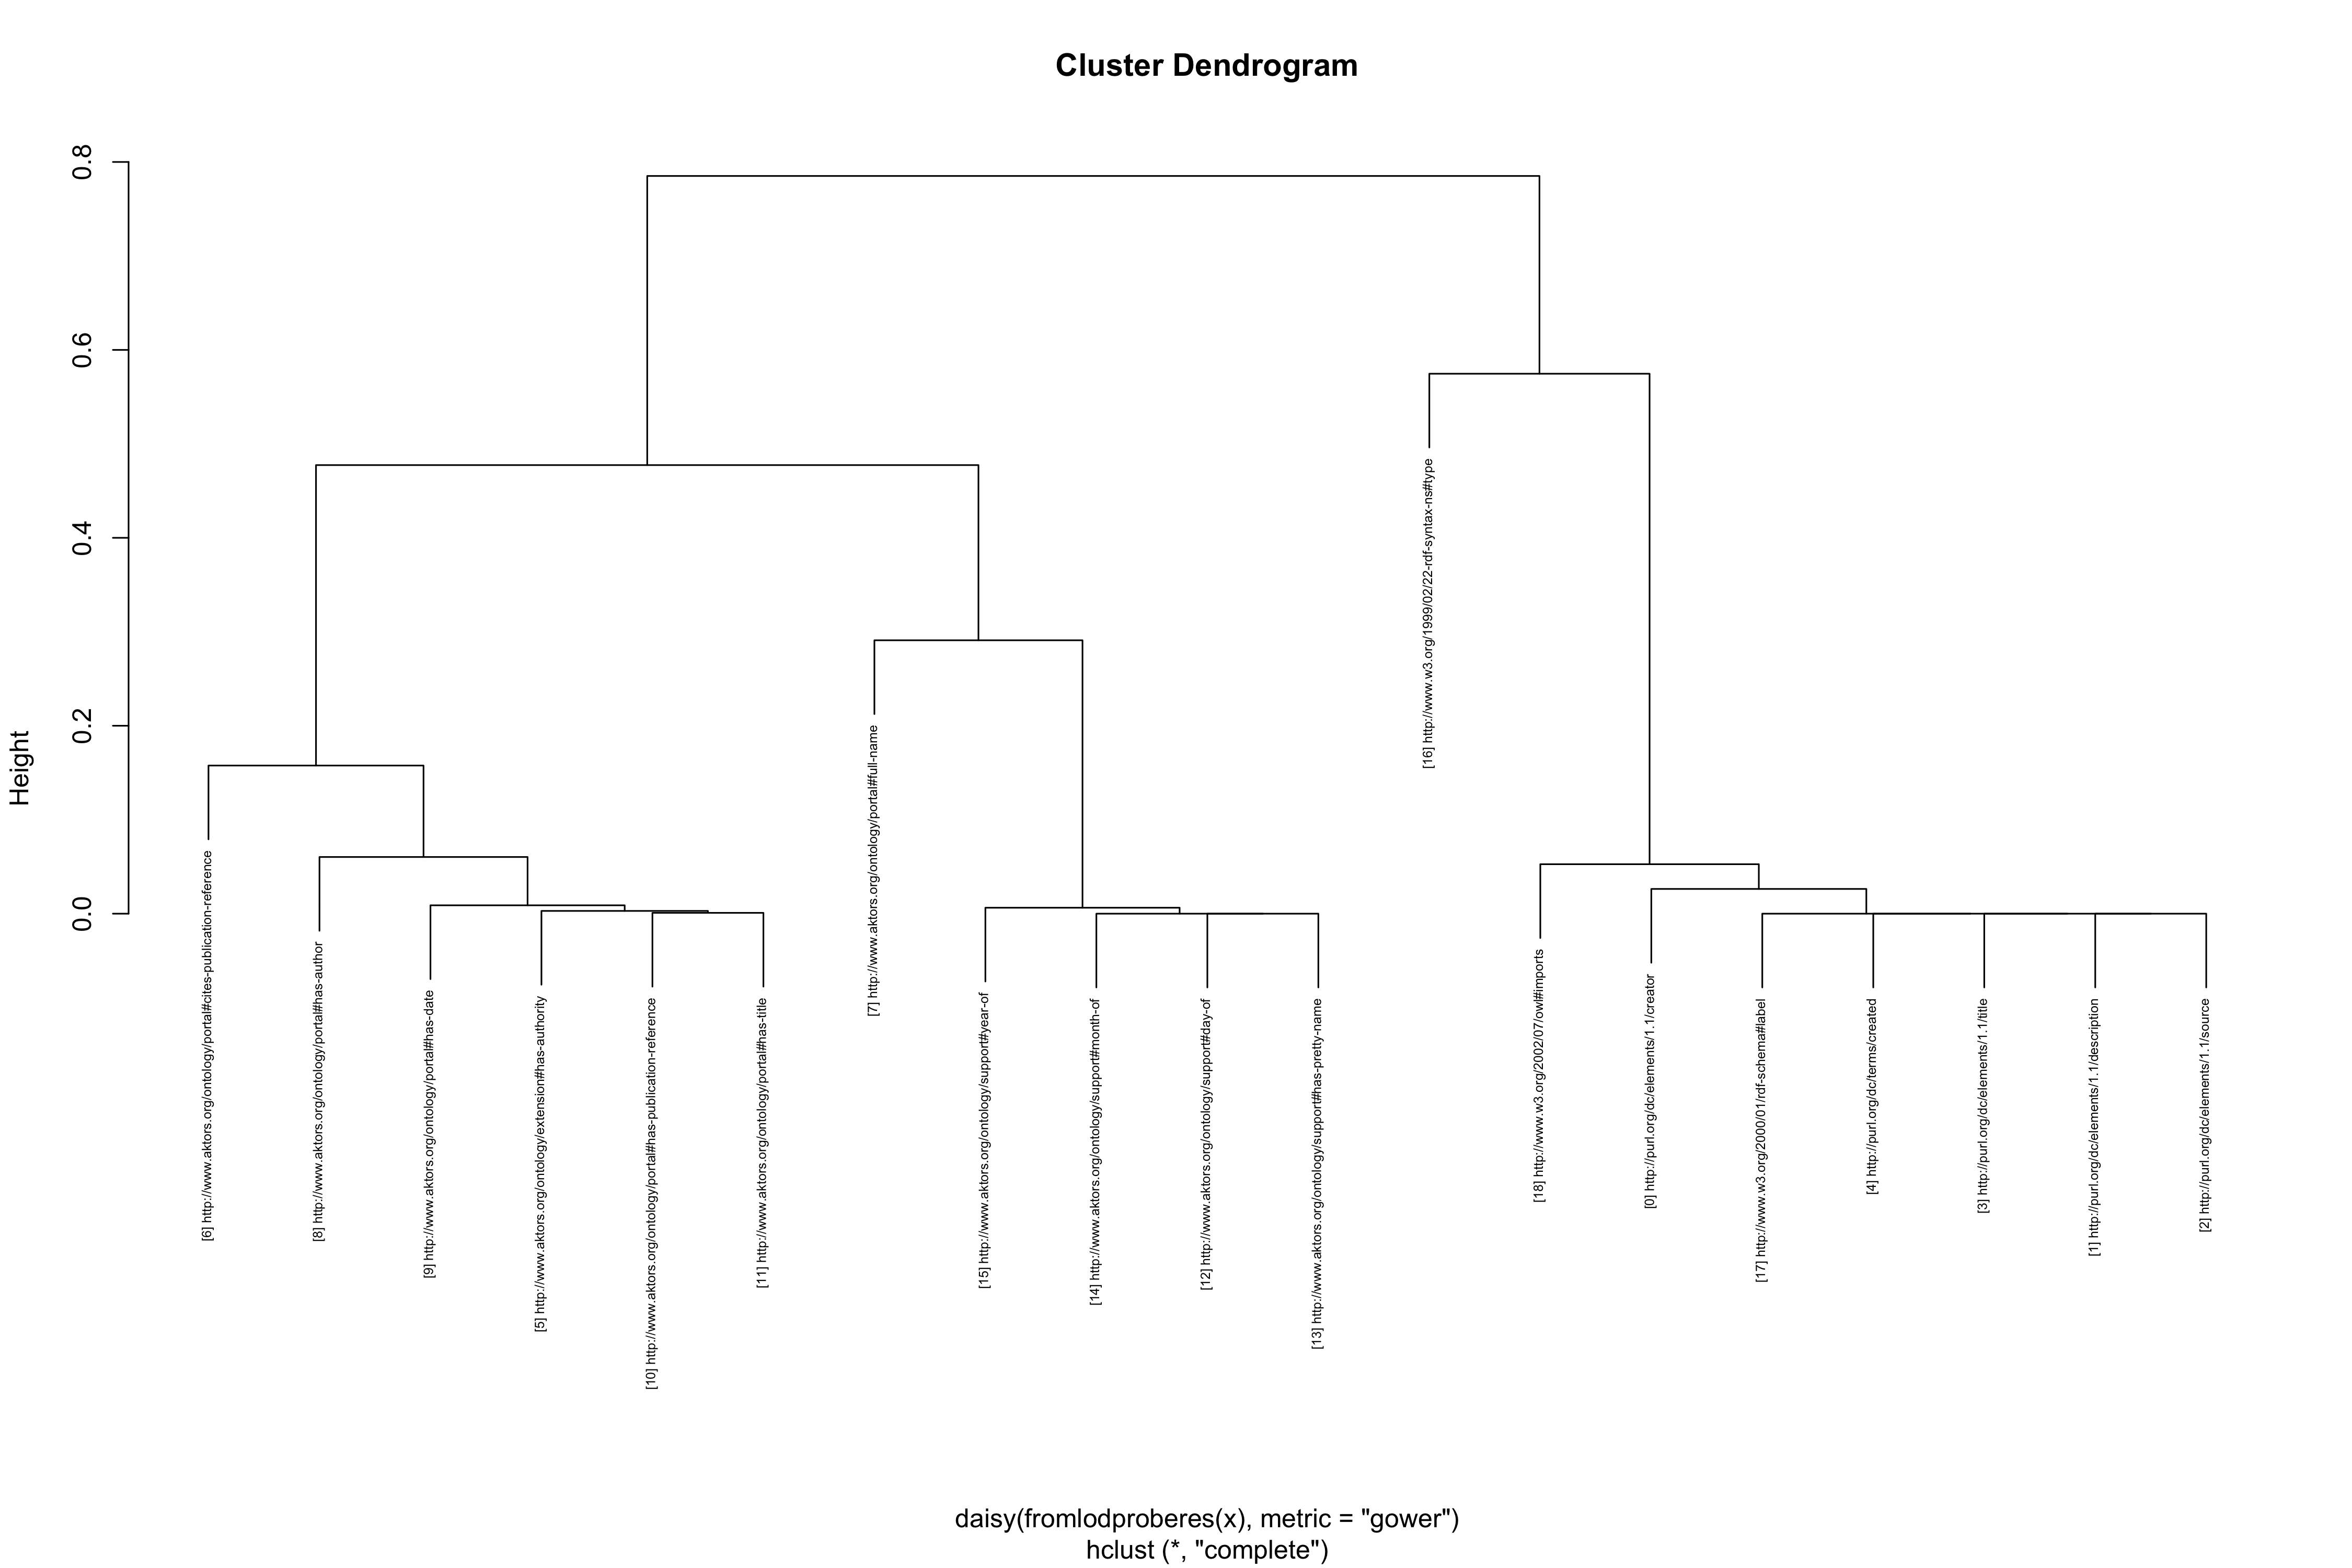 Cluster Dendrogram
Height
0.8
0.6
0.4
0.2
0.0
[6] http://www.aktors.org/ontology/portal#cites-publication-reference
[8] http://www.aktors.org/ontology/portal#has-author
[9] http://www.aktors.org/ontology/portal#has-date
[5] http://www.aktors.org/ontology/extension#has-authority
[10] http://www.aktors.org/ontology/portal#has-publication-reference
[11] http://www.aktors.org/ontology/portal#has-title
[7] http://www.aktors.org/ontology/portal#full-name
[15] http://www.aktors.org/ontology/support#year-of
[14] http://www.aktors.org/ontology/support#month-of
[12] http://www.aktors.org/ontology/support#day-of
[13] http://www.aktors.org/ontology/support#has-pretty-name
[16] http://www.w3.org/1999/02/22-rdf-syntax-ns#type
[18] http://www.w3.org/2002/07/owl#imports
[0] http://purl.org/dc/elements/1.1/creator
[17] http://www.w3.org/2000/01/rdf-schema#label
[4] http://purl.org/dc/terms/created
[3] http://purl.org/dc/elements/1.1/title
[1] http://purl.org/dc/elements/1.1/description
[2] http://purl.org/dc/elements/1.1/source
daisy(fromlodproberes(x), metric = "gower")
hclust (*, "complete")